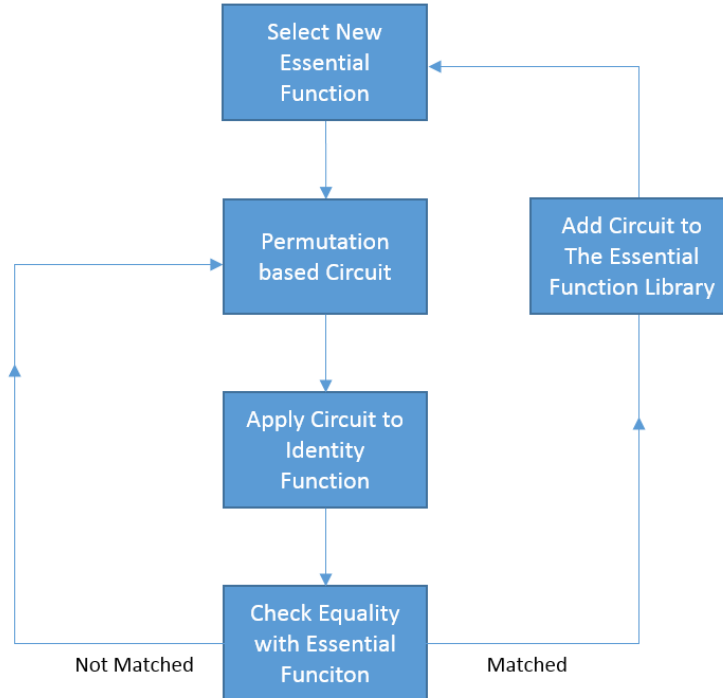 Select New
Essential
Function
Permutation
based Circuit
Add Circuit to
The Essential
Function Library
Apply Circuit to
Identity
Function
Check Equality
with Essential
Funciton
Not Matched
Matched